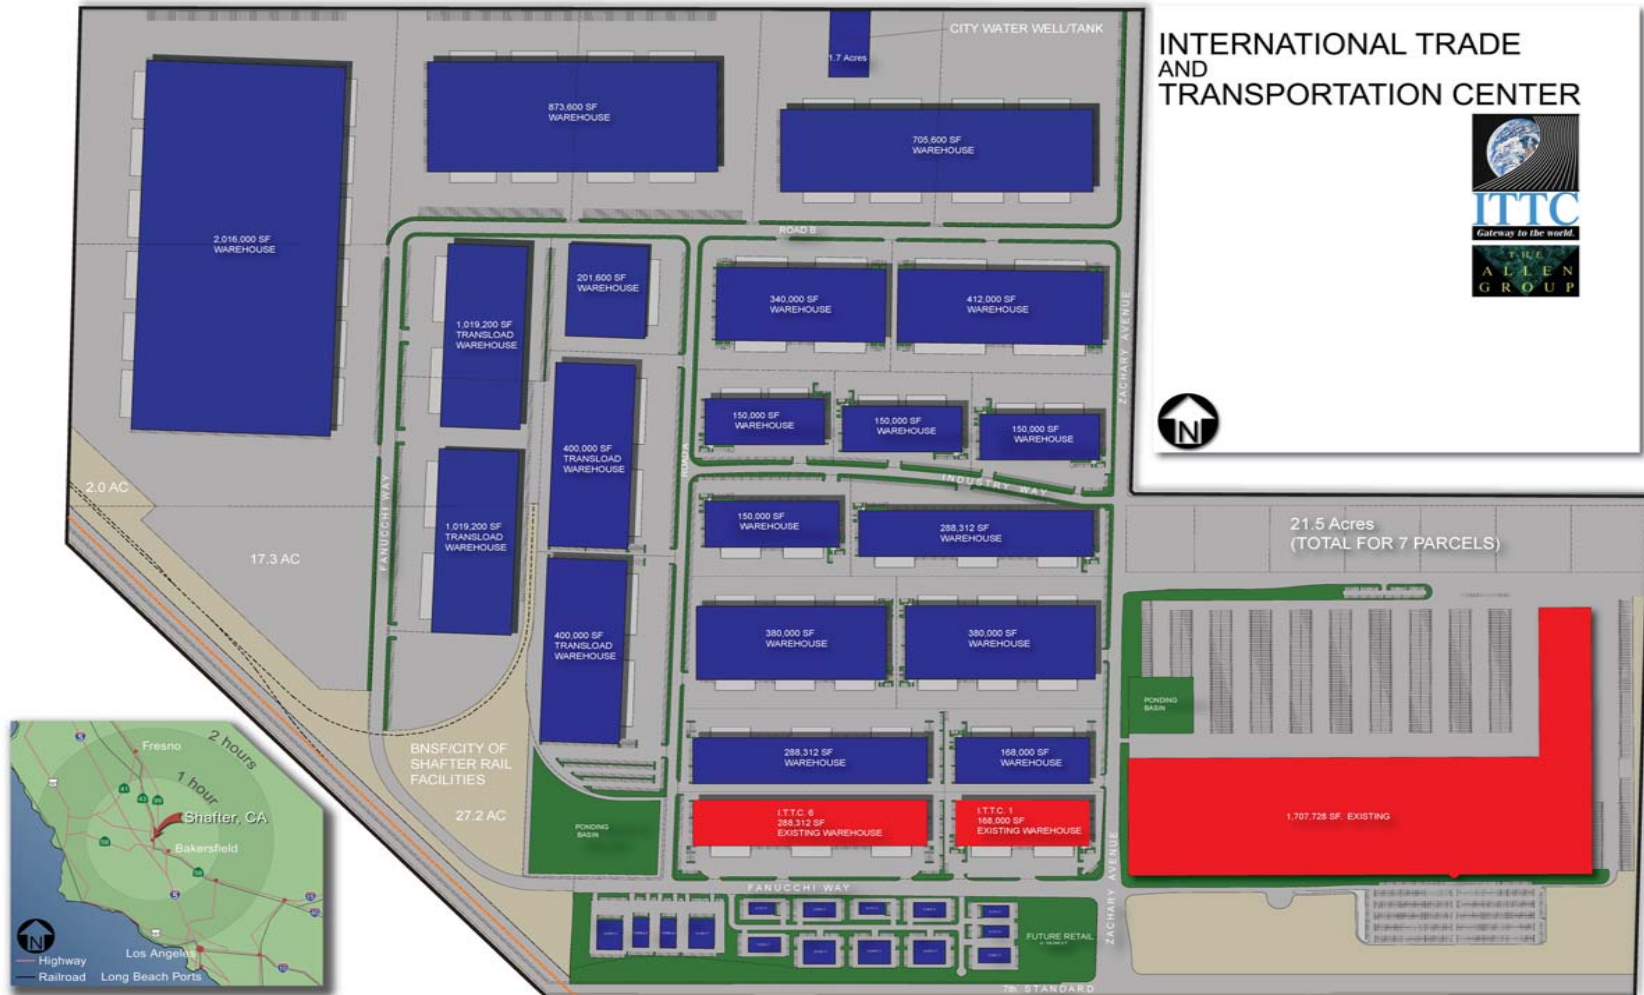 CITY WATER WELL/TANK
1.7 Acres
INTERNATIONAL TRADE
AND
TRANSPORTATION CENTER
ITTC
Gateway to the world.
THE
ALLEN
GROUP
N
2,016,000 SF
WAREHOUSE
873,600 SF
WAREHOUSE
705,600 SF
WAREHOUSE
ROAD B
1,019,200 SF
TRANSLOAD
WAREHOUSE
201,600 SF
WAREHOUSE
340,000 SF
WAREHOUSE
412,000 SF
WAREHOUSE
ZACHARY AVENUE
400,000 SF
TRANSLOAD
WAREHOUSE
150,000 SF
WAREHOUSE
150,000 SF
WAREHOUSE
150,000 SF
WAREHOUSE
ROAD A
INDUSTRY WAY
2.0 AC
17.3 AC
FANUCCHI WAY
1,019,200 SF
TRANSLOAD
WAREHOUSE
150,000 SF
WAREHOUSE
288,312 SF
WAREHOUSE
21.5 Acres
(TOTAL FOR 7 PARCELS)
400,000 SF
TRANSLOAD
WAREHOUSE
380,000 SF
WAREHOUSE
380,000 SF
WAREHOUSE
PONDING
BASIN
BNSF/CITY OF
SHAFTER RAIL
FACILITIES
27.2 AC
288,312 SF
WAREHOUSE
168,000 SF
WAREHOUSE
PONDING
BASIN
I.T.T.C. 6
288,312 SF
EXISTING WAREHOUSE
I.T.T.C. 1
168,000 SF
EXISTING WAREHOUSE
1,707,728 SF. EXISTING
FANUCCHI WAY
ZACHARY AVENUE
FUTURE RETAIL
7th STANDARD
2 hours
1 hour
Fresno
Shafter, CA
Bakersfield
Los Angeles
Long Beach Ports
N
Highway
Railroad